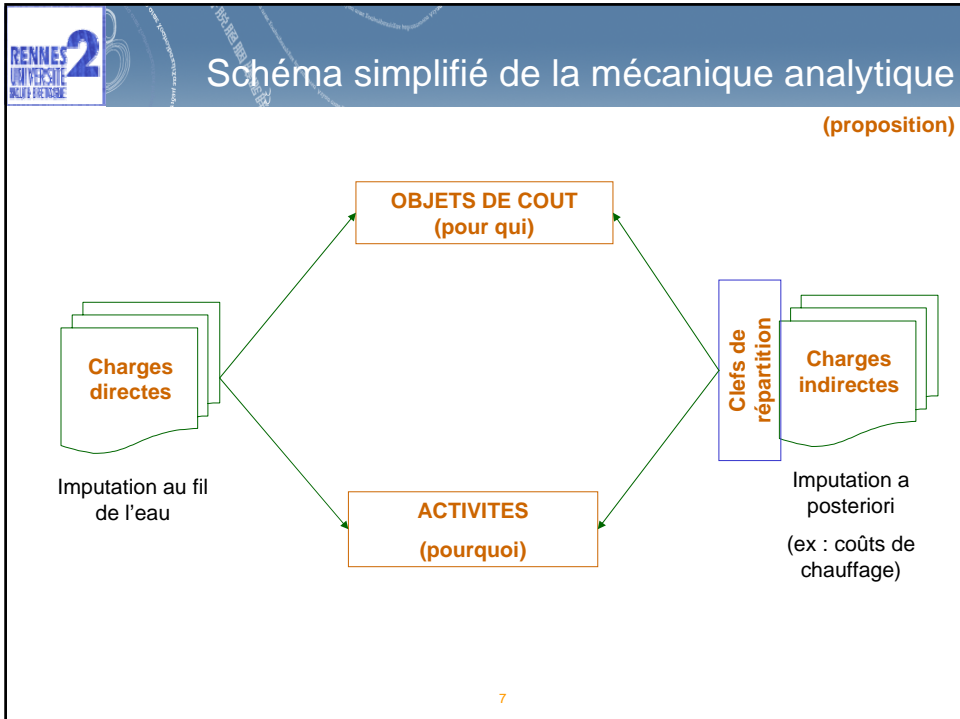 RENNES
2
UNIVERSITE
Schéma simplifié de la mécanique analytique
(proposition)
OBJETS DE COUT
(pour qui)
Charges
directes
Clefs de
répartition
Charges
indirectes
Imputation au fil
de l’eau
ACTIVITES
(pourquoi)
Imputation a
posteriori
(ex : coûts de
chauffage)
7